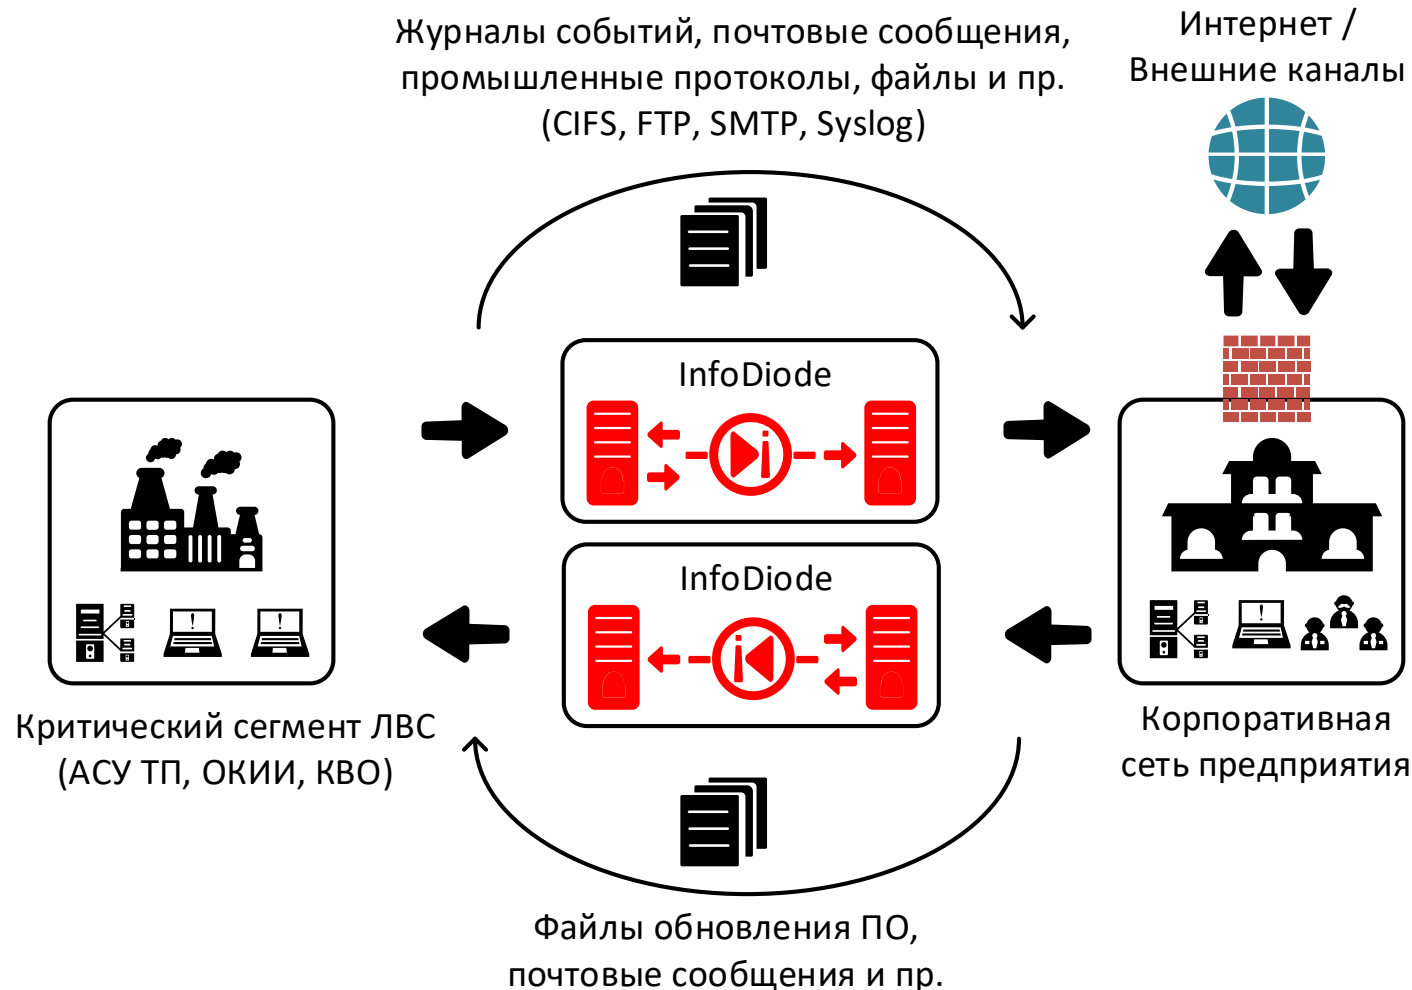 Журналы событий, почтовые сообщения,
промышленные протоколы, файлы и пр.
(CIFS, FTP, SMTP, Syslog)
Интернет /
Внешние каналы
InfoDiode
InfoDiode
Критический сегмент ЛВС
(АСУ ТП, ОКИИ, КВО)
Корпоративная
сеть предприятия
Файлы обновления ПО,
почтовые сообщения и пр.